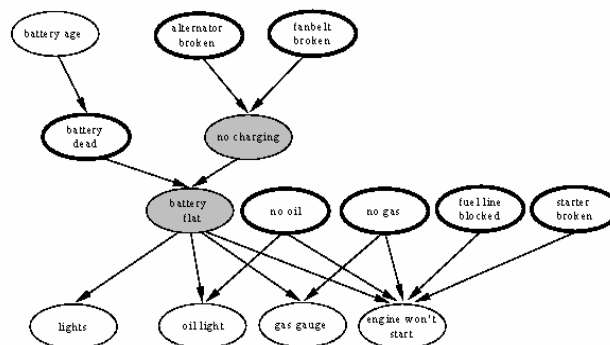 battery age
alternator
broken
fanbelt
broken
battery
dead
no charging
battery
flat
no oil
no gas
fuel line
blocked
starter
broken
lights
oil light
gas gauge
engine won't
start